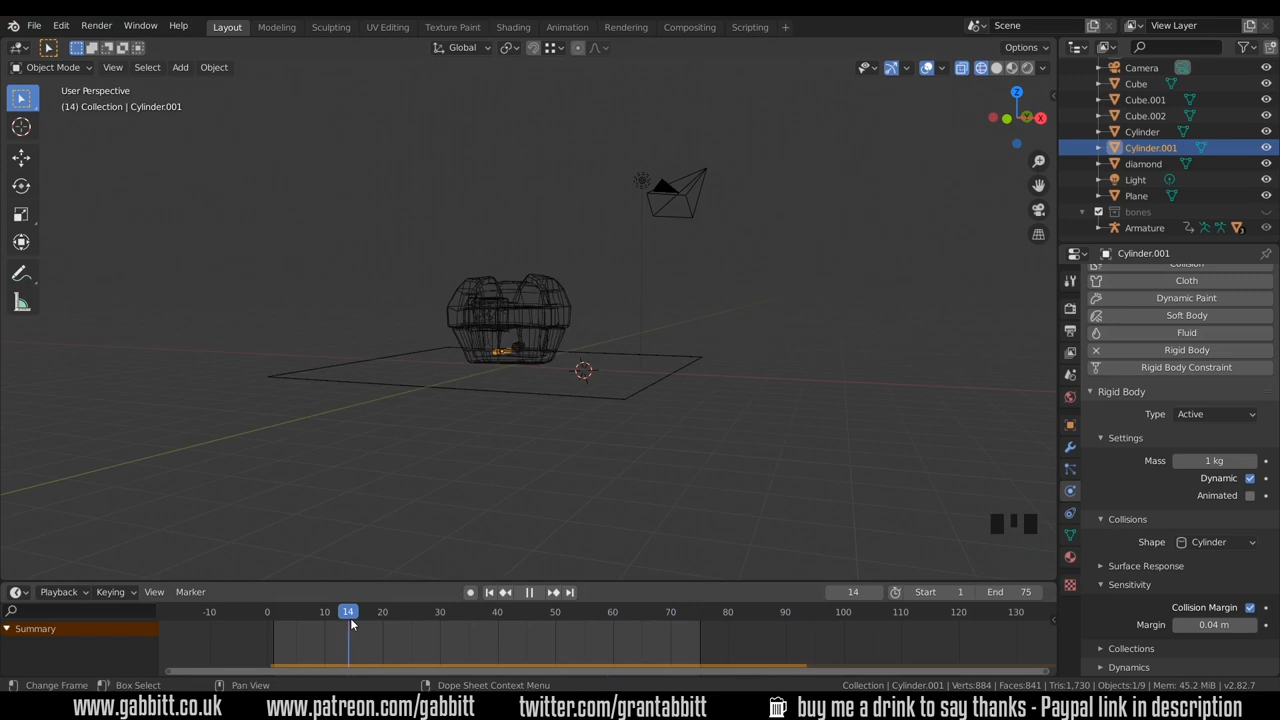 File Edit Render Window Help Layout Modeling Sculpting UV Editing Texture Paint Shading Animation Rendering Compositing Scripting + Scene View Layer
Global Options
Object Mode View Select Add Object
User Perspective
(14) Collection | Cylinder.001
Z
X
Camera
Cube
Cube.001
Cube.002
Cylinder
Cylinder.001
diamond
Light
Plane
bones
Armature
Cylinder.001
Collision
Cloth
Dynamic Paint
Soft Body
Fluid
Rigid Body
Rigid Body Constraint
Rigid Body
Type Active
Settings
Mass 1 kg
Dynamic
Animated
Collisions
Shape Cylinder
Surface Response
Sensitivity
Collision Margin
Margin 0.04 m
Collections
Dynamics
Playback Keying View Marker 14 Start 1 End 75
-10 0 10 14 20 30 40 50 60 70 80 90 100 110 120 130
Summary
Change Frame Box Select Pan View Dope Sheet Context Menu Collection | Cylinder.001 | Verts:884 | Faces:841 | Tris:1,730 | Objects:1/9 | Mem: 45.2 MiB | v2.82.7
www.gabbitt.co.uk www.patreon.com/gabbitt twitter.com/grantabbitt buy me a drink to say thanks - Paypal link in description